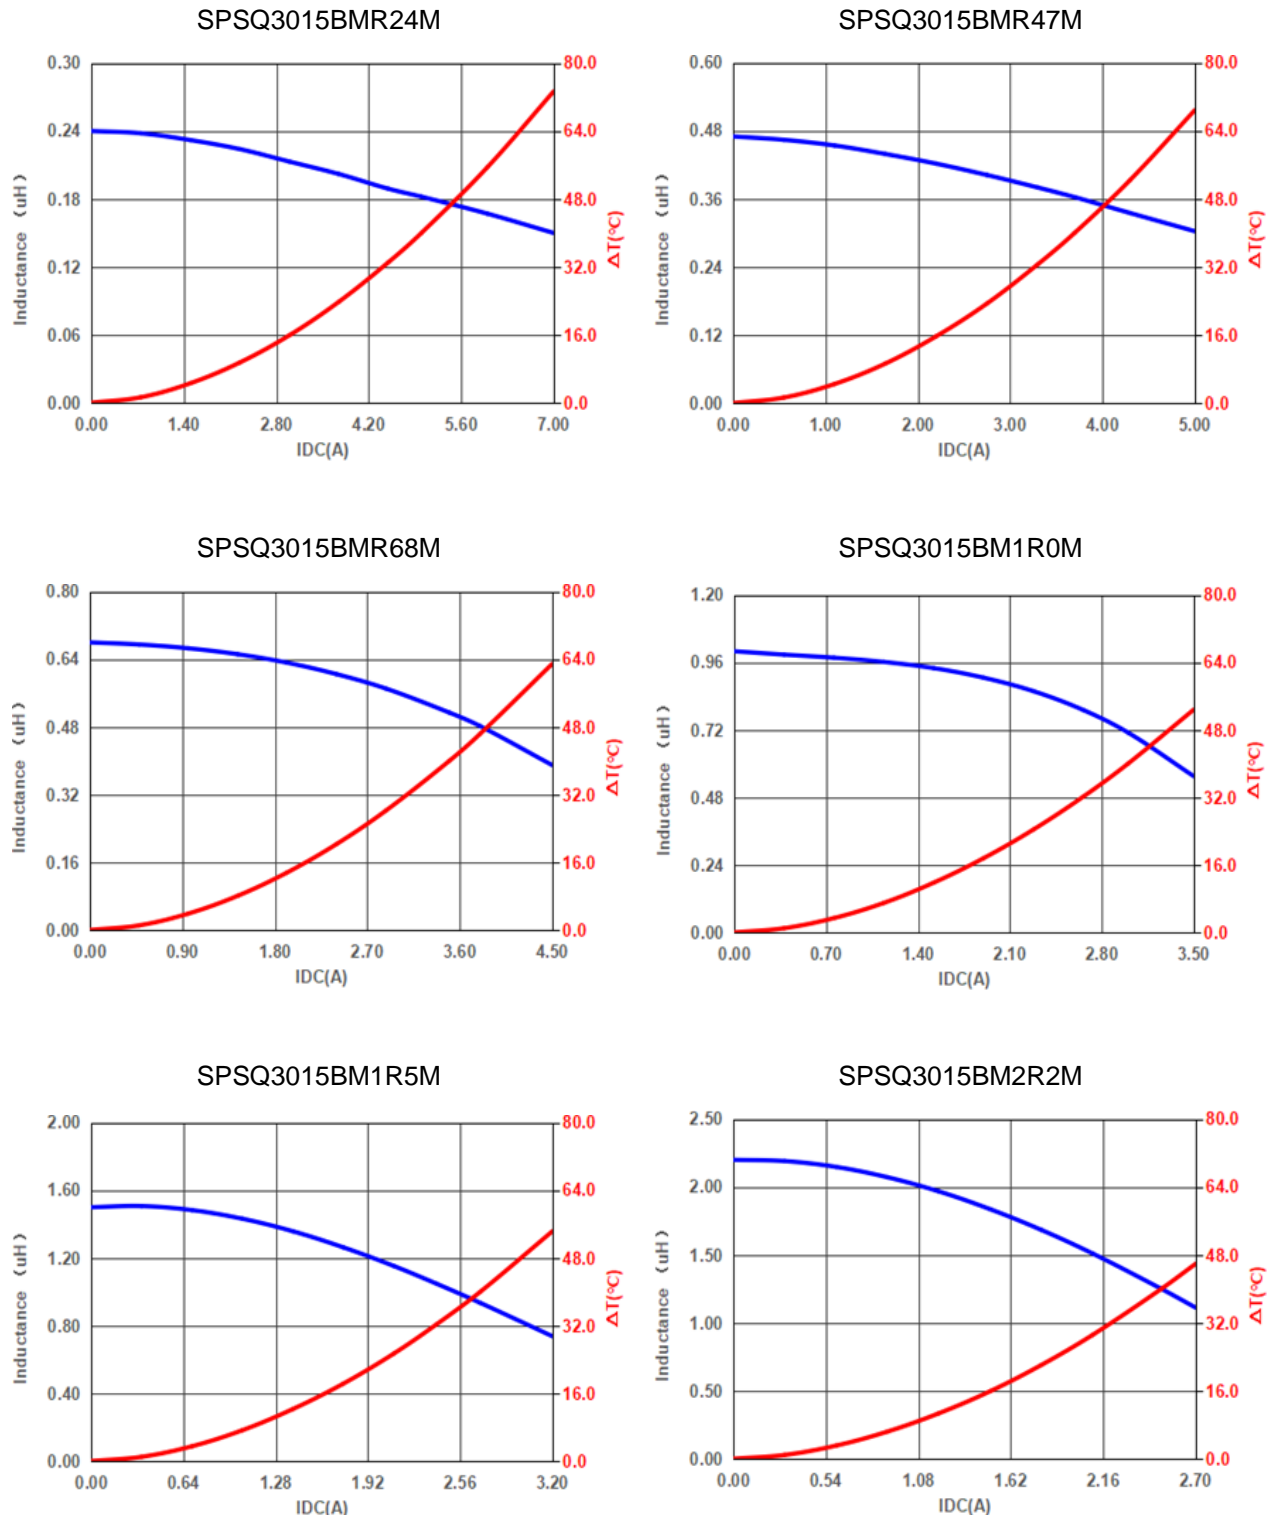 SPSQ3015BMR24M
SPSQ3015BMR47M
0.30
0.24
0.18
0.12
0.06
0.00
Inductance (uH)
80.0
64.0
48.0
32.0
16.0
0.0
ΔT(℃)
0.00 1.40 2.80 4.20 5.60 7.00
IDC(A)
0.60
0.48
0.36
0.24
0.12
0.00
Inductance (uH)
80.0
64.0
48.0
32.0
16.0
0.0
ΔT(℃)
0.00 1.00 2.00 3.00 4.00 5.00
IDC(A)
SPSQ3015BMR68M
SPSQ3015BM1R0M
0.80
0.64
0.48
0.32
0.16
0.00
Inductance (uH)
80.0
64.0
48.0
32.0
16.0
0.0
ΔT(℃)
0.00 0.90 1.80 2.70 3.60 4.50
IDC(A)
1.20
0.96
0.72
0.48
0.24
0.00
Inductance (uH)
80.0
64.0
48.0
32.0
16.0
0.0
ΔT(℃)
0.00 0.70 1.40 2.10 2.80 3.50
IDC(A)
SPSQ3015BM1R5M
SPSQ3015BM2R2M
2.00
1.60
1.20
0.80
0.40
0.00
Inductance (uH)
80.0
64.0
48.0
32.0
16.0
0.0
ΔT(℃)
0.00 0.64 1.28 1.92 2.56 3.20
IDC(A)
2.50
2.00
1.50
1.00
0.50
0.00
Inductance (uH)
80.0
64.0
48.0
32.0
16.0
0.0
ΔT(℃)
0.00 0.54 1.08 1.62 2.16 2.70
IDC(A)